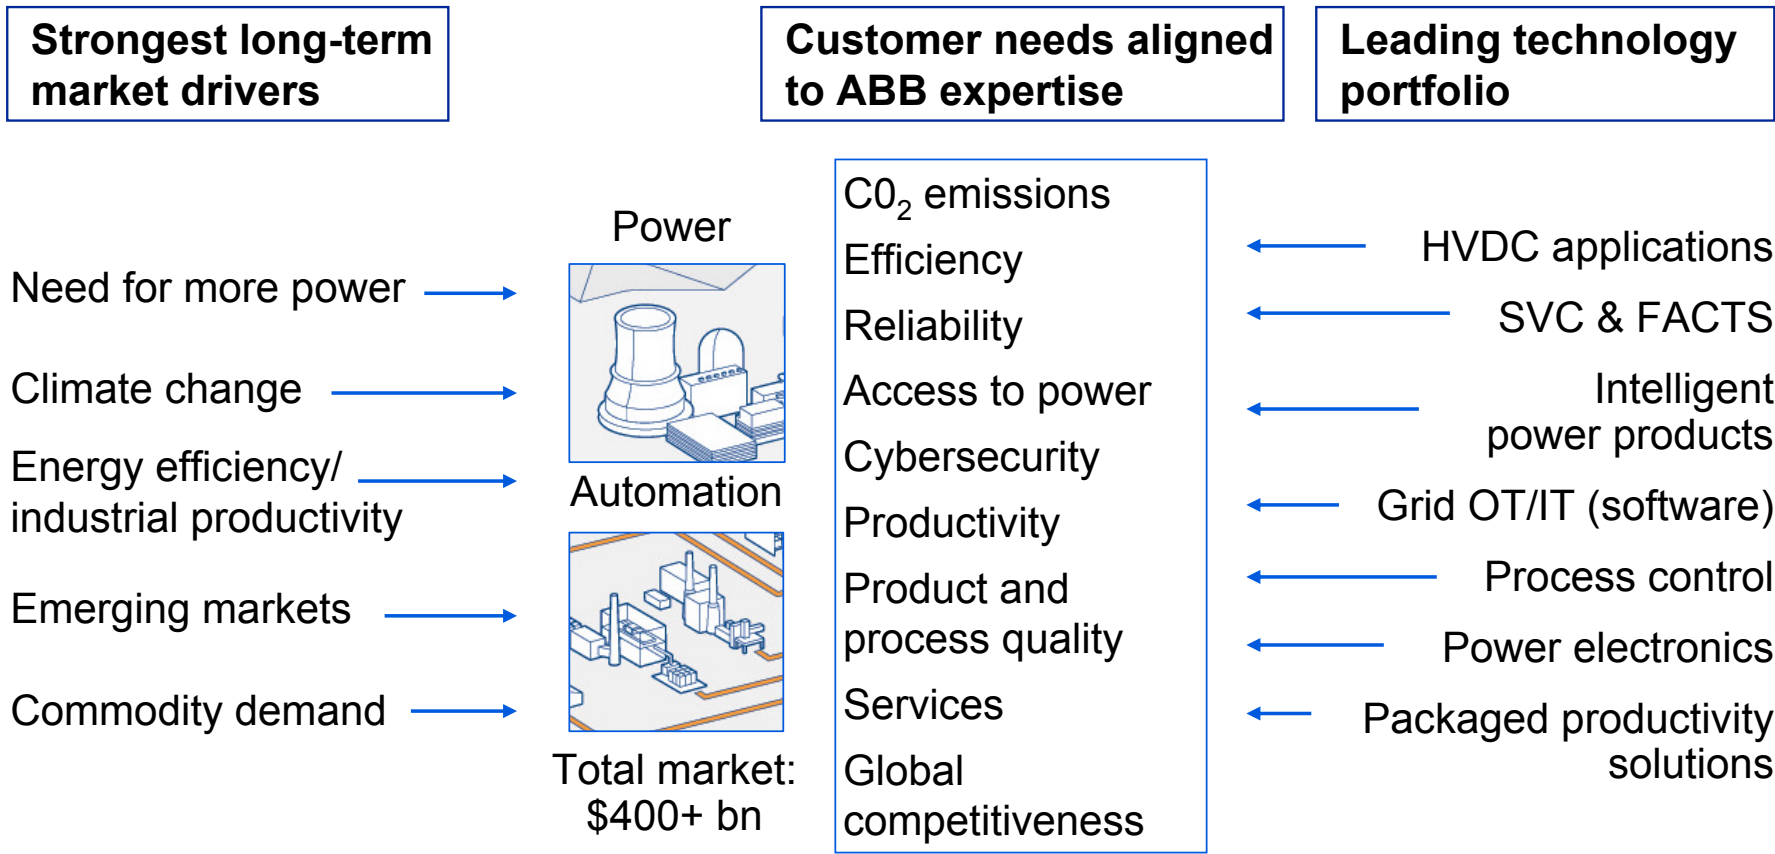 Strongest long-term
market drivers
Customer needs aligned
to ABB expertise
Leading technology
portfolio
Need for more power
Climate change
Energy efficiency/
industrial productivity
Emerging markets
Commodity demand
Power
Automation
Total market:
$400+ bn
C0₂ emissions
Efficiency
Reliability
Access to power
Cybersecurity
Productivity
Product and
process quality
Services
Global
competitiveness
HVDC applications
SVC & FACTS
Intelligent
power products
Grid OT/IT (software)
Process control
Power electronics
Packaged productivity
solutions